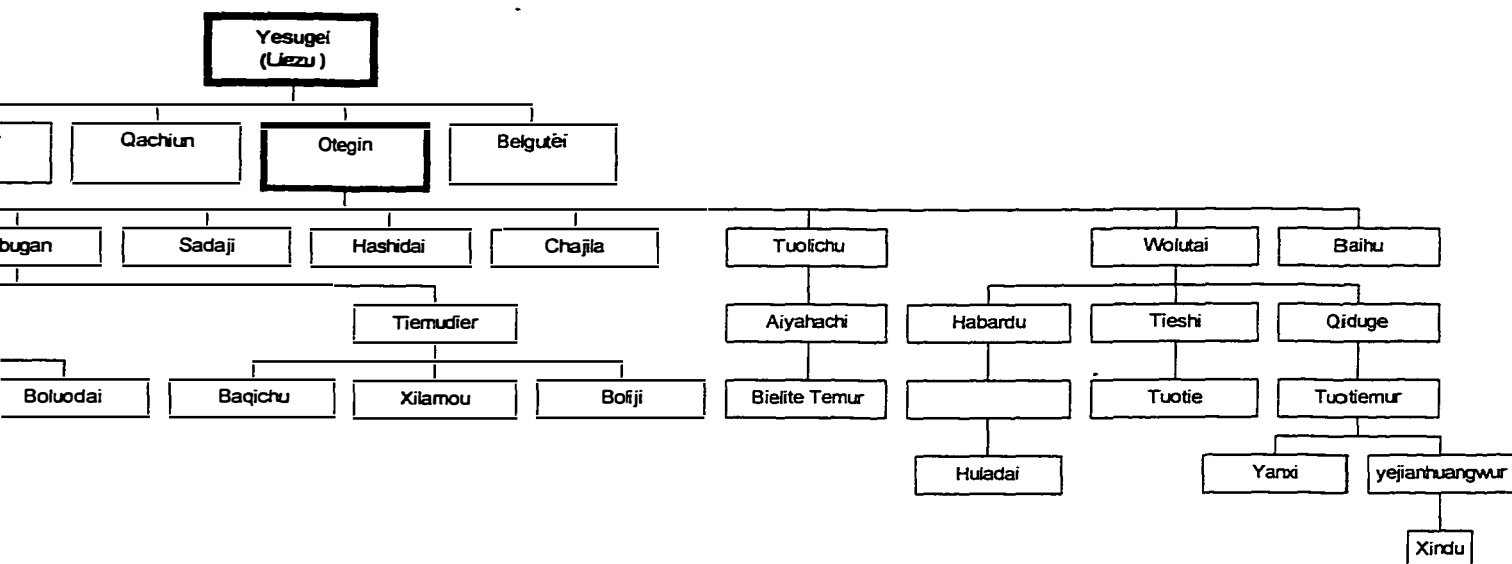 Yesugei
(Liezu)
Qachiun
Otegin
Belgutei
bugan
Sadaji
Hashidai
Chajila
Tuolichu
Wolutai
Baihu
Tiemudier
Aiyahachi
Habardu
Tieshi
Qiduge
Boluodai
Baqichu
Xilamou
Bofiji
Bielite Temur
Tuotie
Tuotiemur
Huladai
Yanxi
yejianhuangwur
Xindu